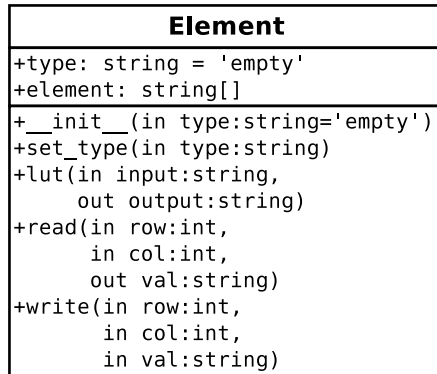 Element
+type: string = 'empty'
+element: string[]
+__init__(in type:string='empty')
+set_type(in type:string)
+lut(in input:string,
out output:string)
+read(in row:int,
in col:int,
out val:string)
+write(in row:int,
in col:int,
in val:string)